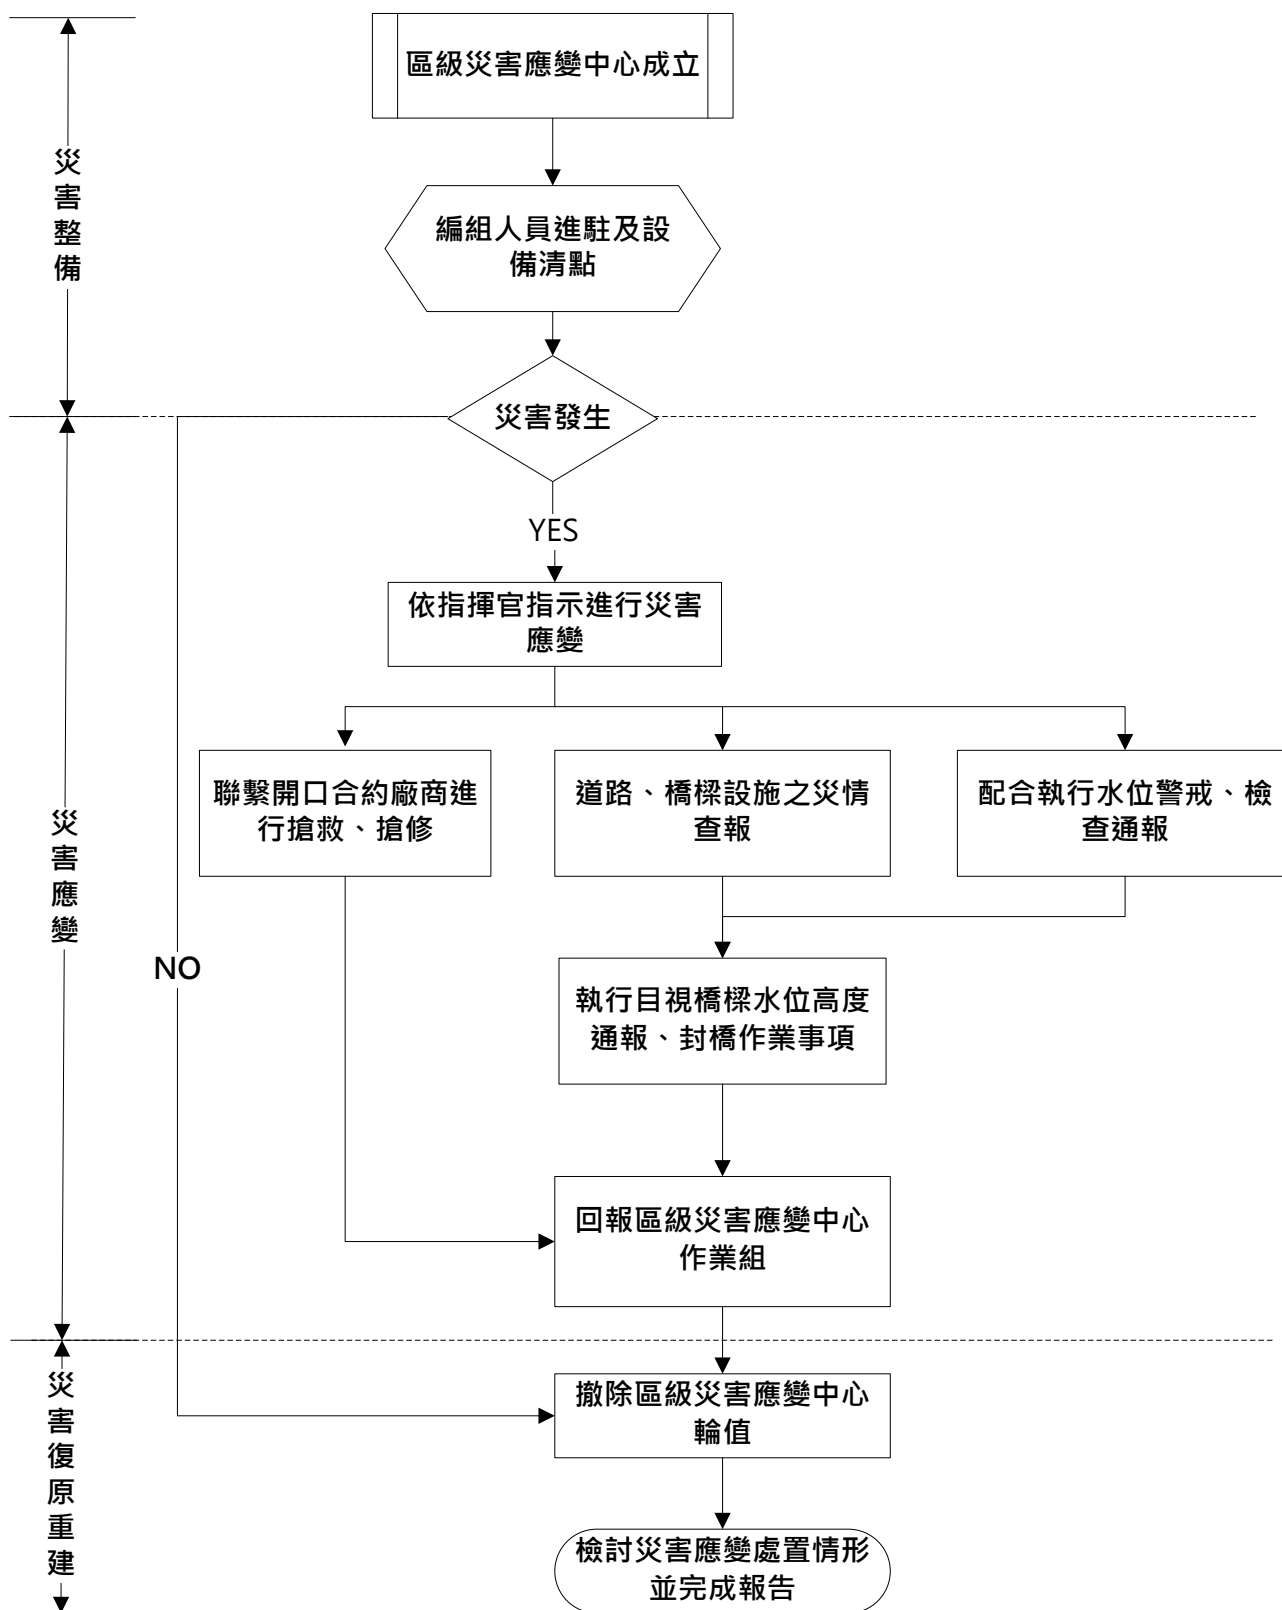 區級災害應變中心成立
災害整備
編組人員進駐及設
備清點
災害發生
YES
依指揮官指示進行災害
應變
聯繫開口合約廠商進
行搶救、搶修
道路、橋樑設施之災情
查報
配合執行水位警戒、檢
查通報
災害應變
NO
執行目視橋樑水位高度
通報、封橋作業事項
回報區級災害應變中心
作業組
撤除區級災害應變中心
輪值
災害復原重建
檢討災害應變處置情形
並完成報告